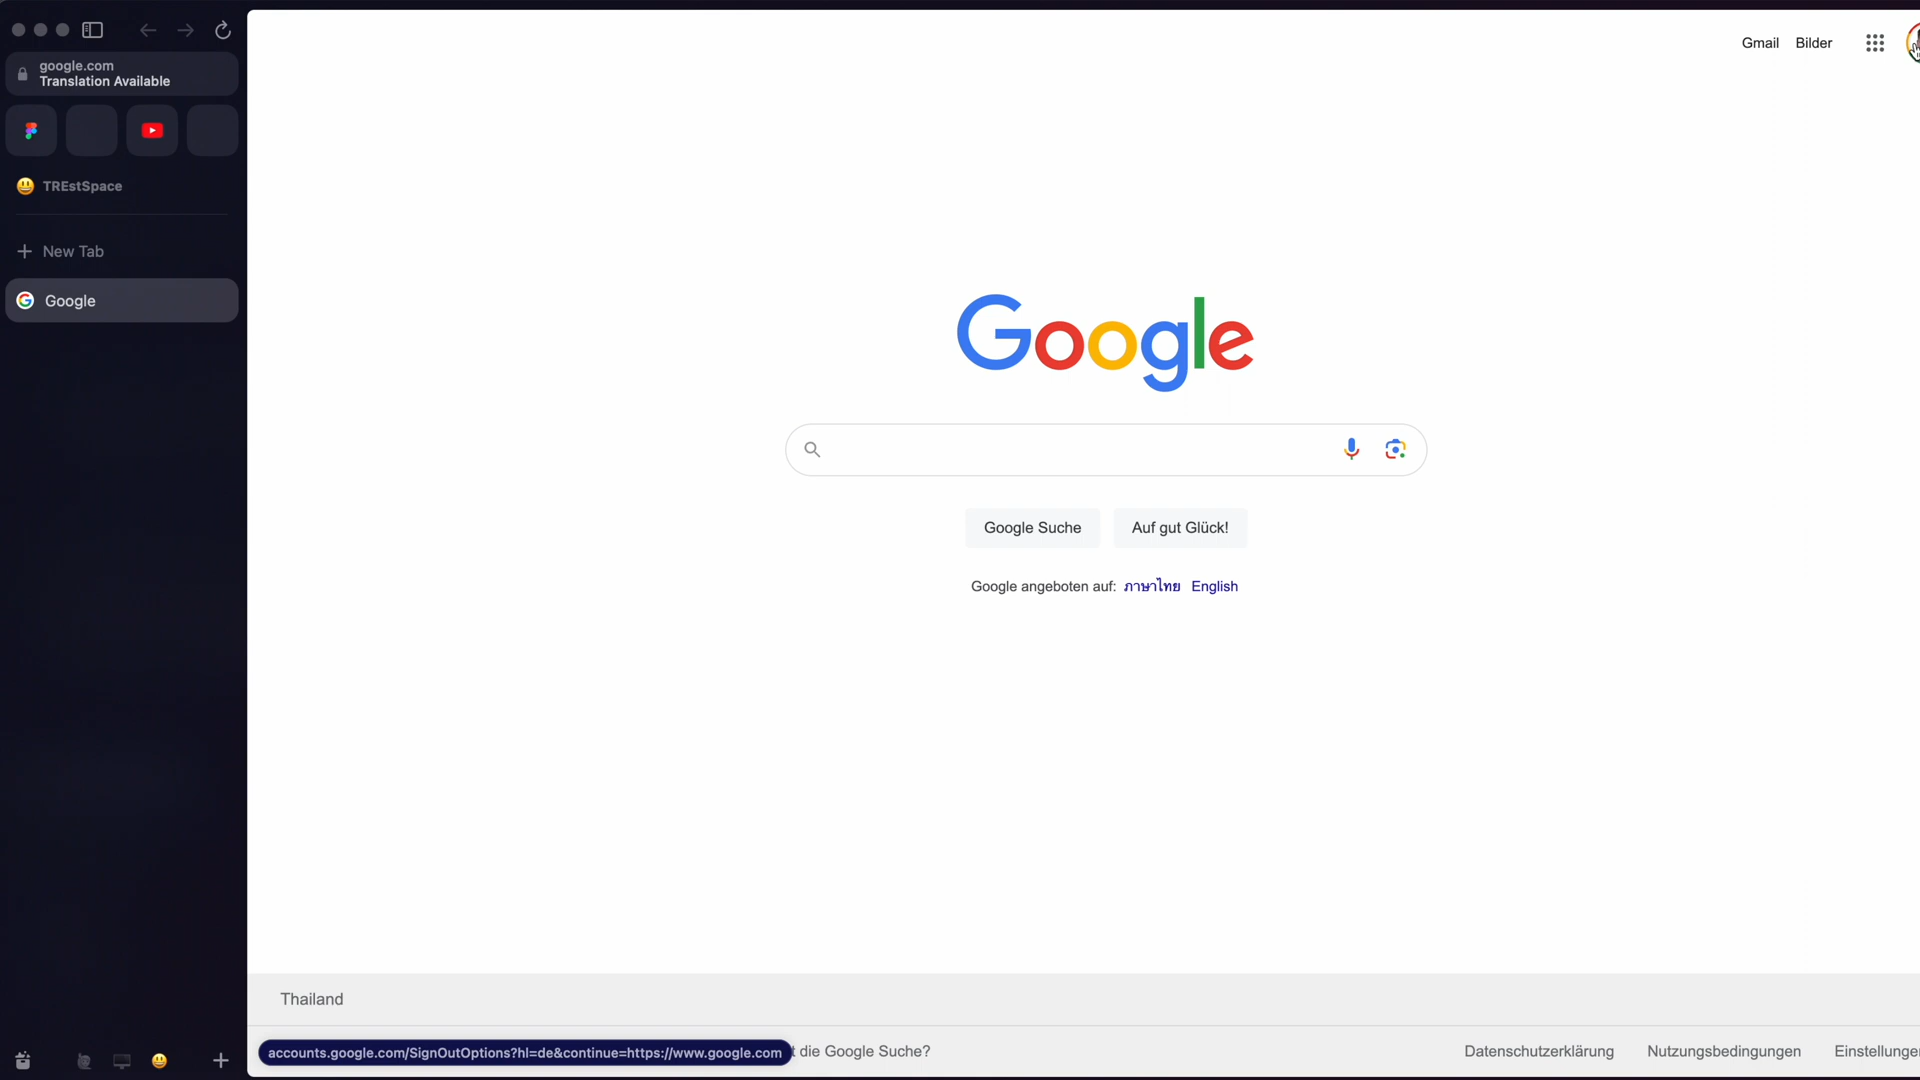 google.com
Translation Available
TREstSpace
New Tab
Google
Gmail Bilder
Google
Google Suche Auf gut Glück!
Google angeboten auf: ภาษาไทย English
Thailand
accounts.google.com/SignOutOptions?hl=de&continue=https://www.google.com
die Google Suche?
Datenschutzerklärung Nutzungsbedingungen